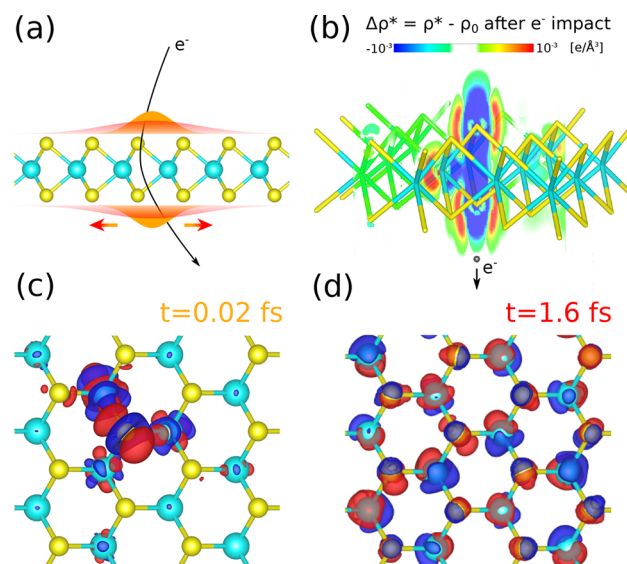 (a)
e⁻
(b)
Δρ* = ρ* - ρ₀ after e⁻ impact
-10⁻³ 10⁻³ [e/Å³]
e⁻
(c)
t=0.02 fs
(d)
t=1.6 fs